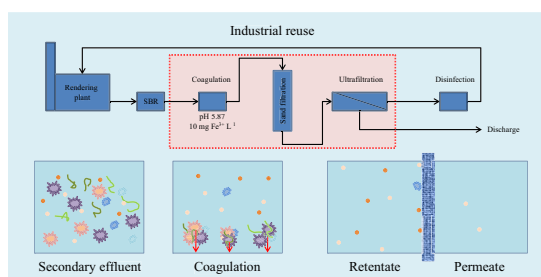 Industrial reuse
Coagulation
Ultrafiltration
Disinfection
Rendering
plant
SBR
Sand filtration
pH 5.87
10 mg Fe³⁺ L⁻¹
Discharge
Secondary effluent
Coagulation
Retentate
Permeate